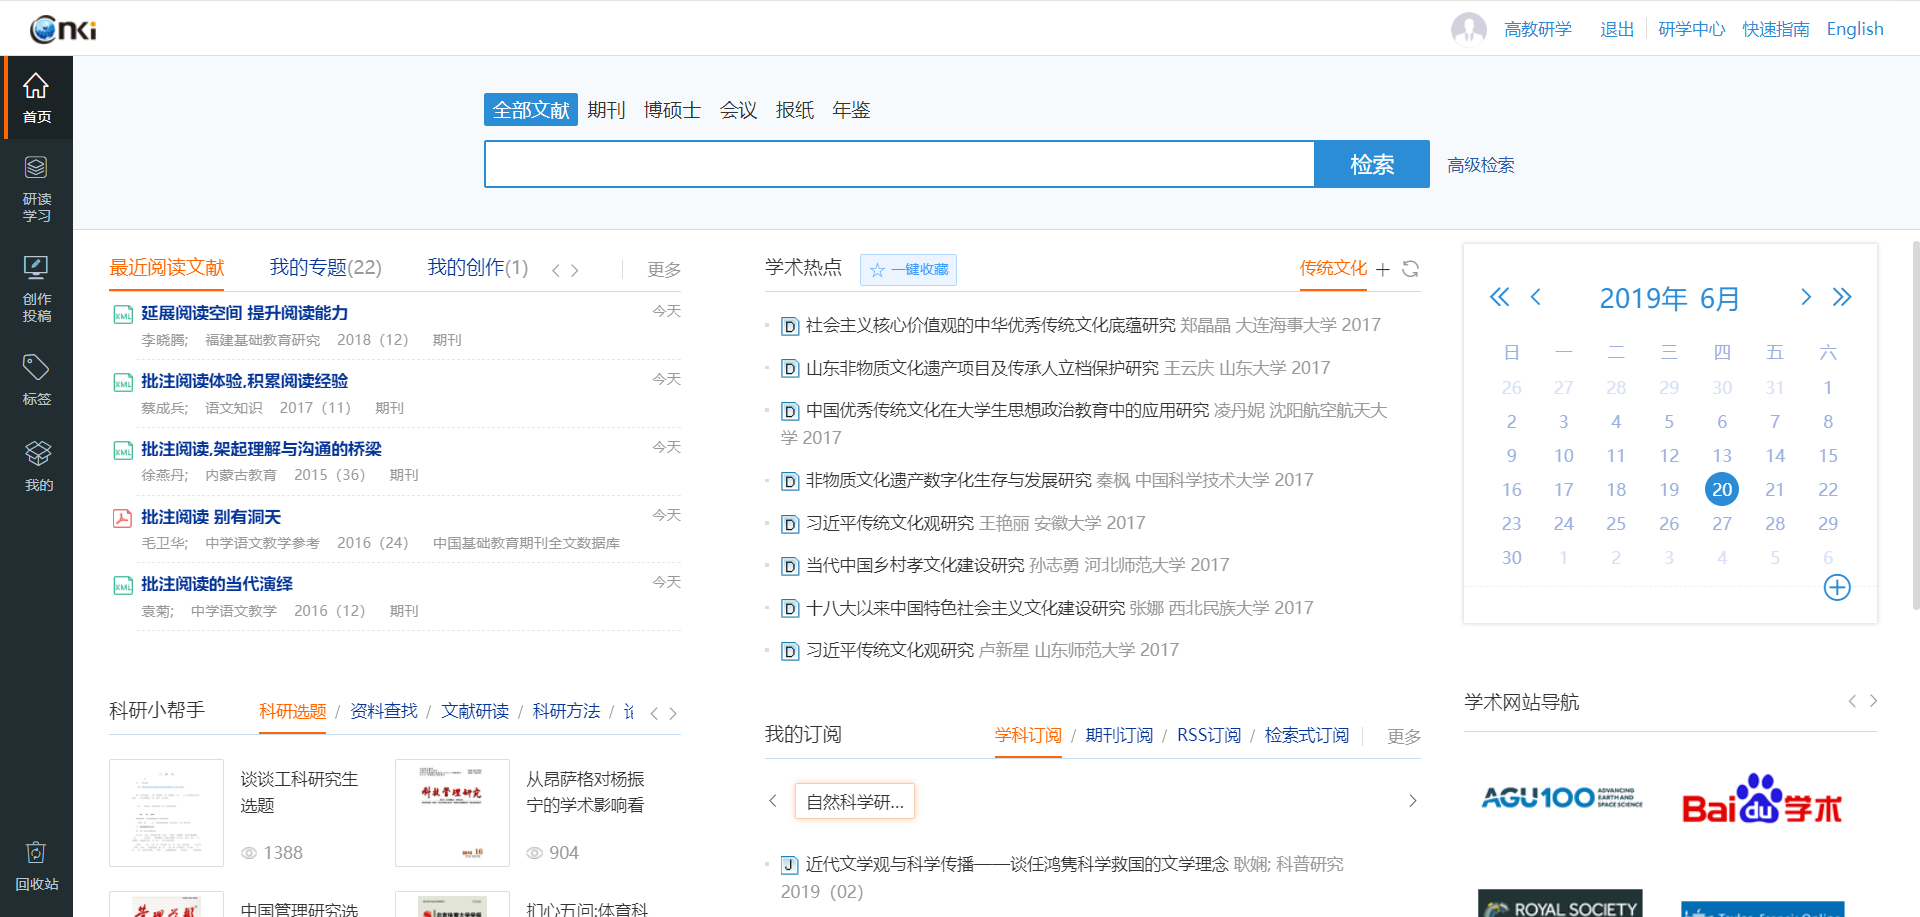 cnki
高教研学 退出 研学中心 快速指南 English
首页
研读
学习
创作
投稿
标签
我的
回收站
全部文献 期刊 博硕士 会议 报纸 年鉴
检索 高级检索
最近阅读文献 我的专题(22) 我的创作(1) 更多
XML 延展阅读空间 提升阅读能力 今天
李晓腾; 福建基础教育研究 2018（12） 期刊
XML 批注阅读体验,积累阅读经验 今天
蔡成兵; 语文知识 2017（11） 期刊
XML 批注阅读,架起理解与沟通的桥梁 今天
徐燕丹; 内蒙古教育 2015（36） 期刊
批注阅读 别有洞天 今天
毛卫华; 中学语文教学参考 2016（24） 中国基础教育期刊全文数据库
XML 批注阅读的当代演绎 今天
袁菊; 中学语文教学 2016（12） 期刊
学术热点 一键收藏 传统文化
D 社会主义核心价值观的中华优秀传统文化底蕴研究 郑晶晶 大连海事大学 2017
D 山东非物质文化遗产项目及传承人立档保护研究 王云庆 山东大学 2017
D 中国优秀传统文化在大学生思想政治教育中的应用研究 凌丹妮 沈阳航空航天大
学 2017
D 非物质文化遗产数字化生存与发展研究 秦枫 中国科学技术大学 2017
D 习近平传统文化观研究 王艳丽 安徽大学 2017
D 当代中国乡村孝文化建设研究 孙志勇 河北师范大学 2017
D 十八大以来中国特色社会主义文化建设研究 张娜 西北民族大学 2017
D 习近平传统文化观研究 卢新星 山东师范大学 2017
2019年 6月
日 一 二 三 四 五 六
26 27 28 29 30 31 1
2 3 4 5 6 7 8
9 10 11 12 13 14 15
16 17 18 19 20 21 22
23 24 25 26 27 28 29
30 1 2 3 4 5 6
科研小帮手 科研选题 / 资料查找 / 文献研读 / 科研方法 /
谈谈工科研究生
选题
1388
科技管理研究
从昂萨格对杨振
宁的学术影响看
904
中国管理研究选
扪心五问:体育科
我的订阅 学科订阅 / 期刊订阅 / RSS订阅 / 检索式订阅 更多
自然科学研...
J 近代文学观与科学传播——谈任鸿隽科学救国的文学理念 耿娴; 科普研究
2019（02）
学术网站导航
AGU100 ADVANCING
EARTH AND
SPACE SCIENCE
Bai du 学术
ROYAL SOCIETY